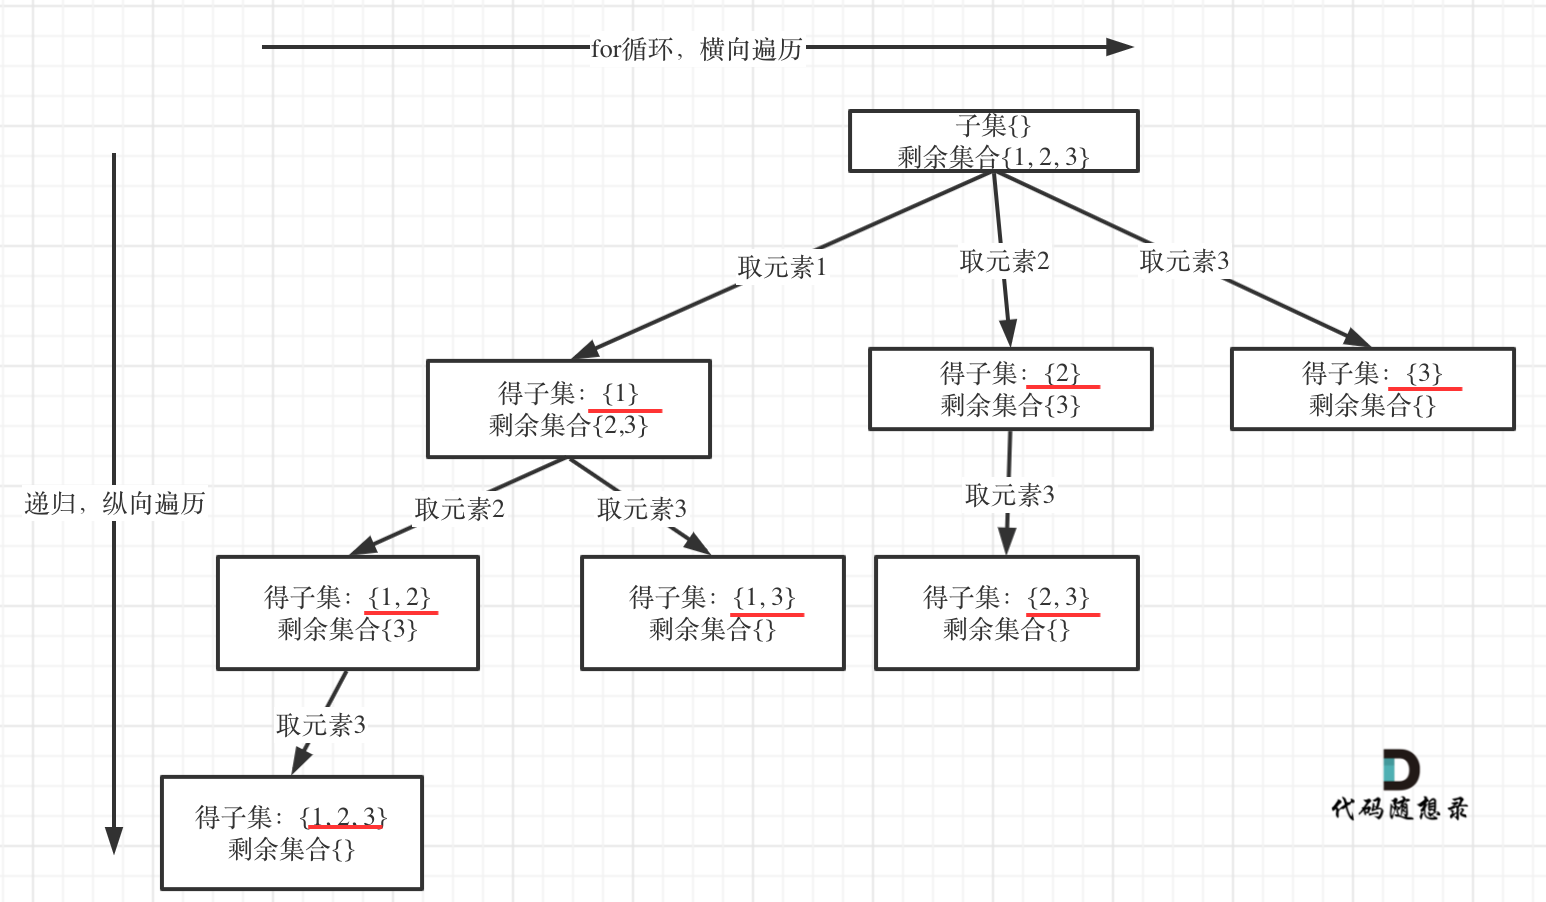 for循环，横向遍历
子集{}
剩余集合{1, 2, 3}
取元素1
取元素2
取元素3
得子集：{1}
剩余集合{2,3}
得子集：{2}
剩余集合{3}
得子集：{3}
剩余集合{}
递归，纵向遍历
取元素2
取元素3
取元素3
得子集：{1, 2}
剩余集合{3}
得子集：{1, 3}
剩余集合{}
得子集：{2, 3}
剩余集合{}
取元素3
得子集：{1, 2, 3}
剩余集合{}
代码随想录